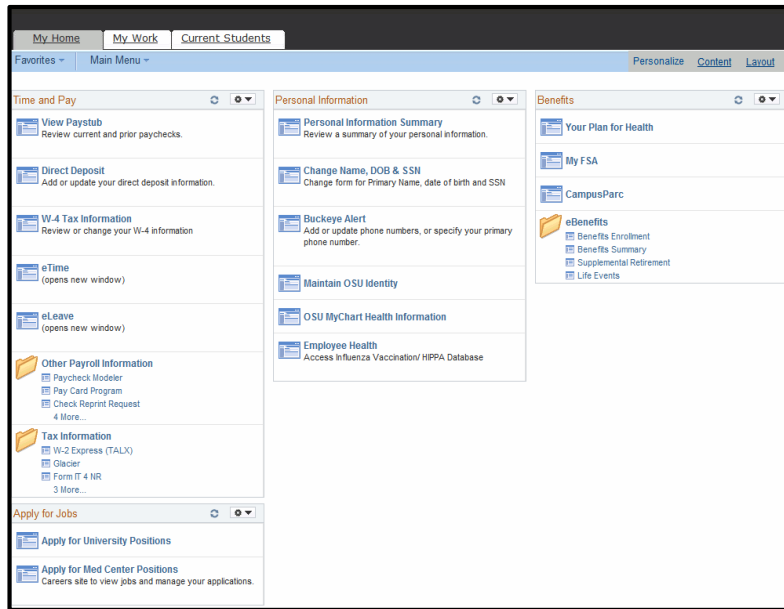 My Home My Work Current Students
Favorites Main Menu Personalize Content Layout
Time and Pay
View Paystub
Review current and prior paychecks.
Direct Deposit
Add or update your direct deposit information.
W-4 Tax Information
Review or change your W-4 information
eTime
(opens new window)
eLeave
(opens new window)
Other Payroll Information
Paycheck Modeler
Pay Card Program
Check Reprint Request
4 More...
Tax Information
W-2 Express (TALX)
Glacier
Form IT 4 NR
3 More...
Apply for Jobs
Apply for University Positions
Apply for Med Center Positions
Careers site to view jobs and manage your applications.
Personal Information
Personal Information Summary
Review a summary of your personal information.
Change Name, DOB & SSN
Change form for Primary Name, date of birth and SSN
Buckeye Alert
Add or update phone numbers, or specify your primary
phone number.
Maintain OSU Identity
OSU MyChart Health Information
Employee Health
Access Influenza Vaccination/ HIPPA Database
Benefits
Your Plan for Health
My FSA
CampusParc
eBenefits
Benefits Enrollment
Benefits Summary
Supplemental Retirement
Life Events